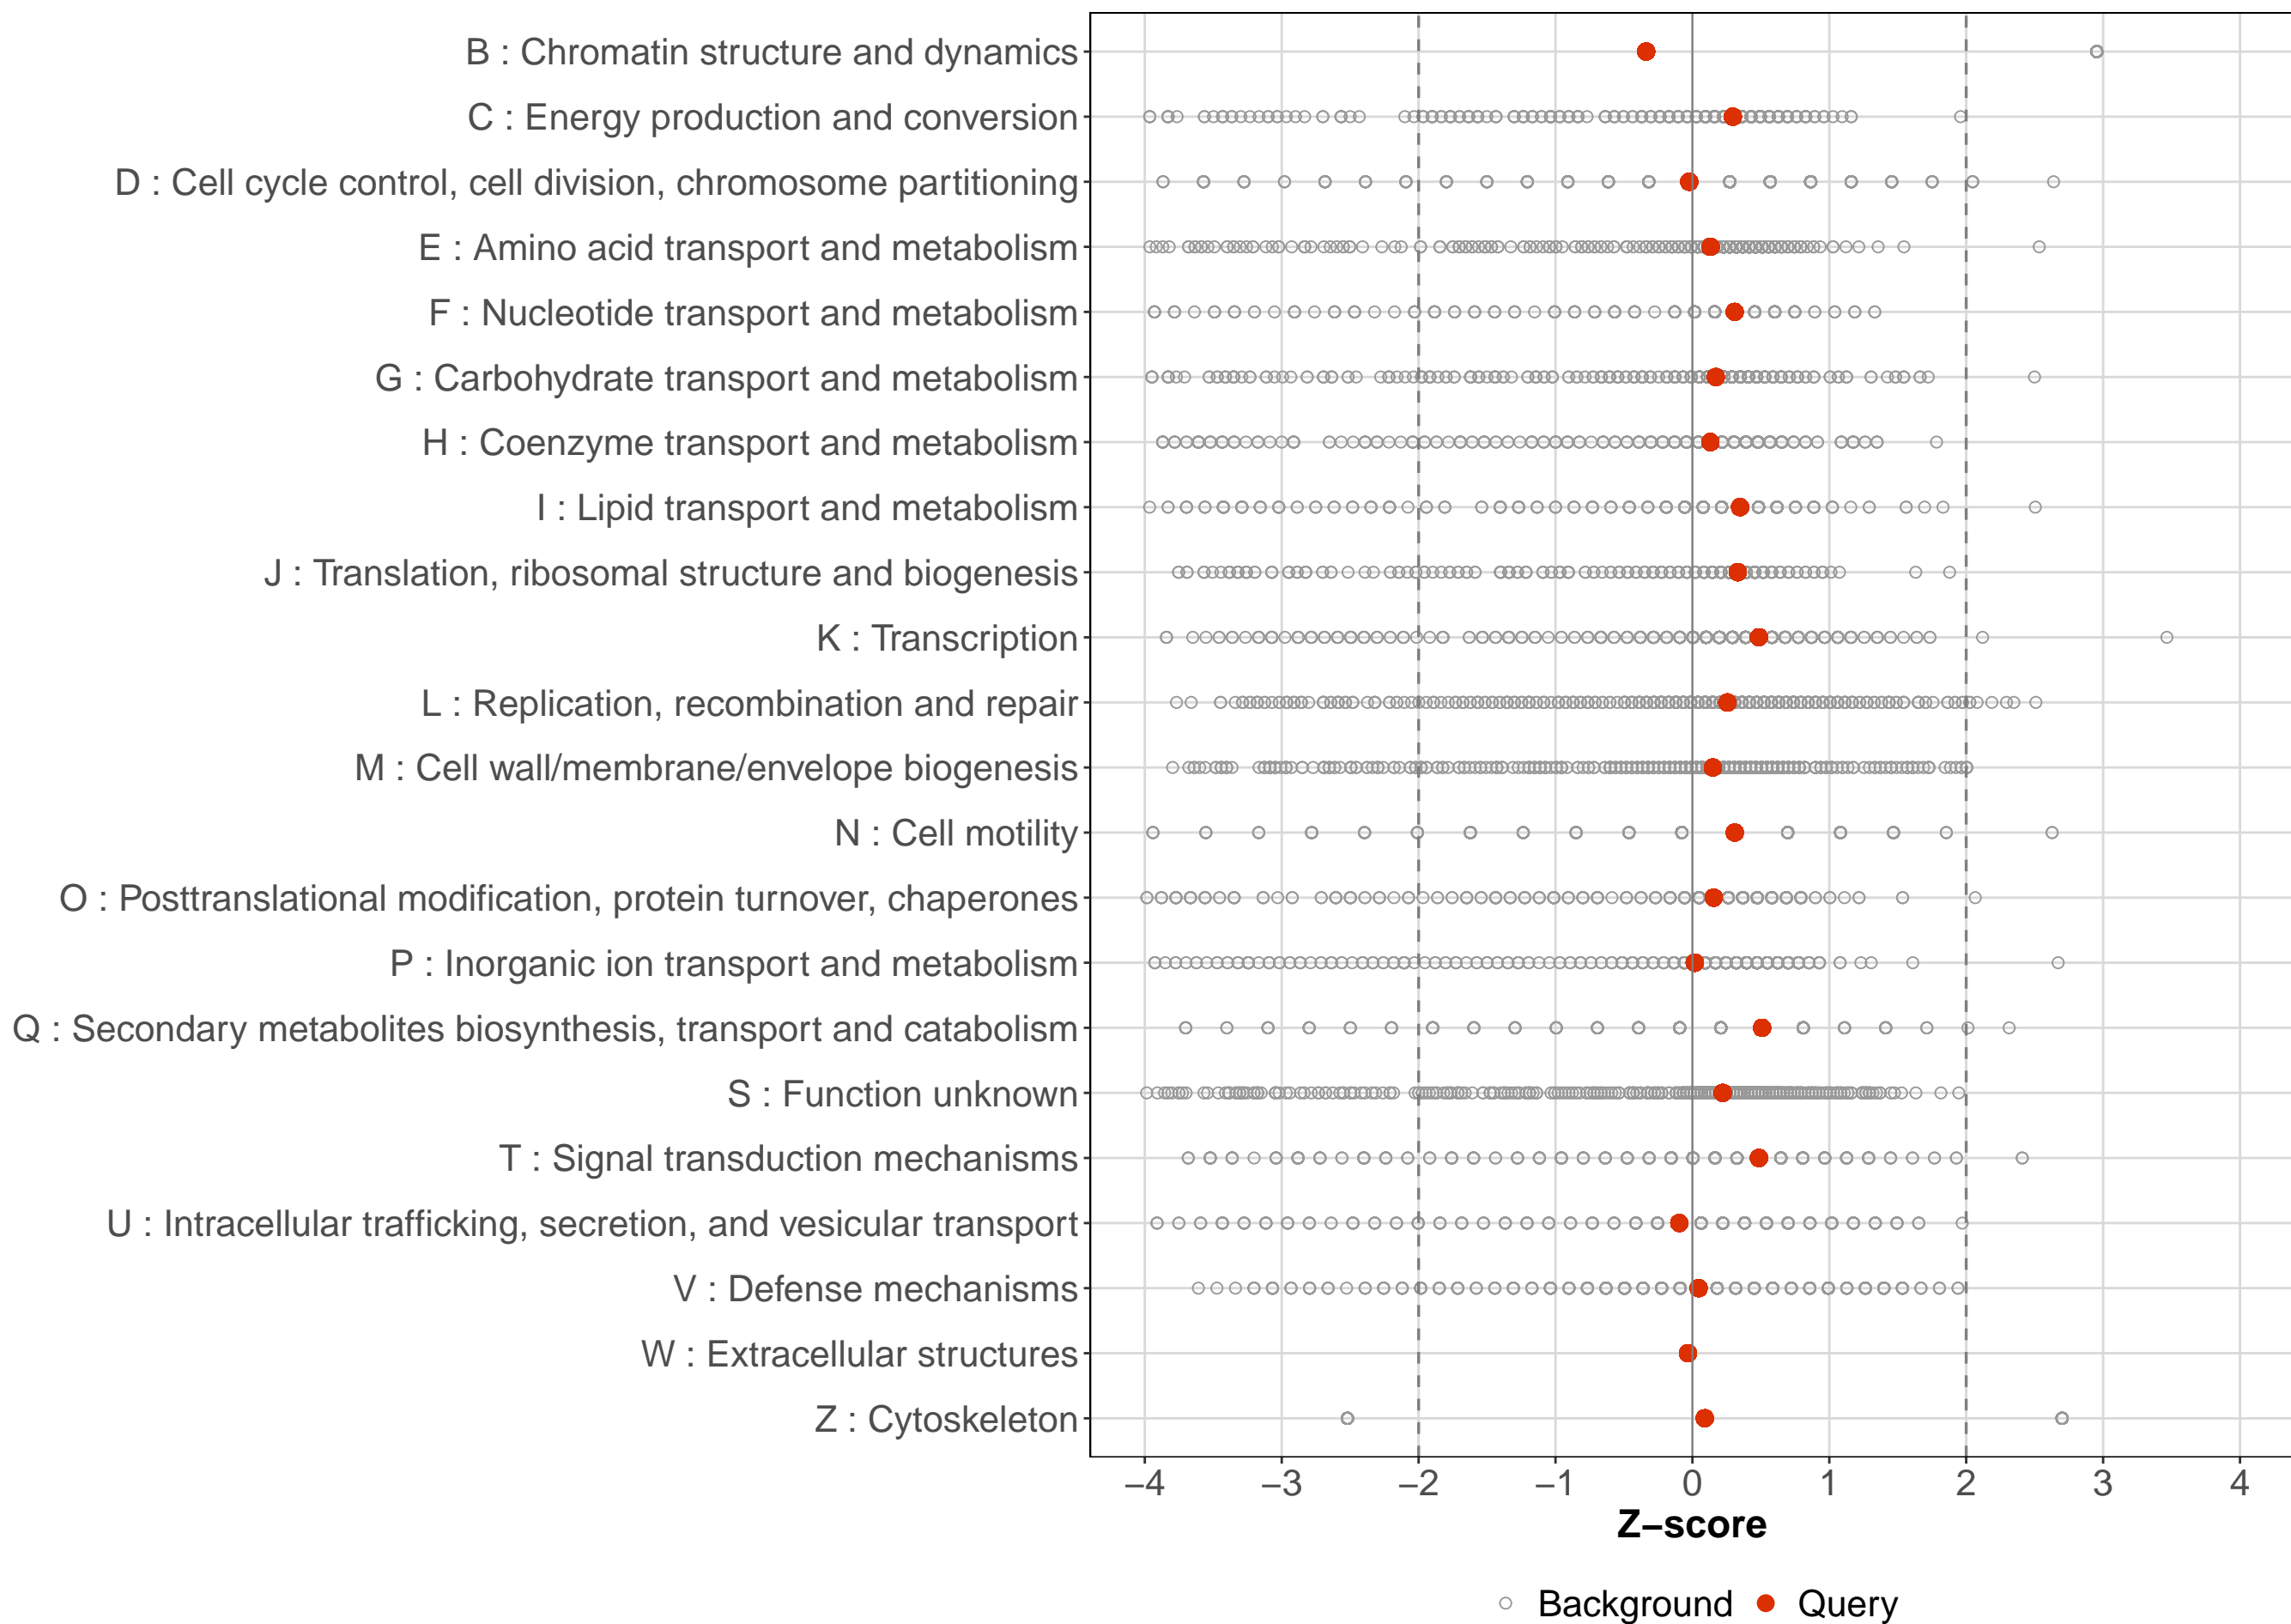 B : Chromatin structure and dynamics
C : Energy production and conversion
D : Cell cycle control, cell division, chromosome partitioning
E : Amino acid transport and metabolism
F : Nucleotide transport and metabolism
G : Carbohydrate transport and metabolism
H : Coenzyme transport and metabolism
I : Lipid transport and metabolism
J : Translation, ribosomal structure and biogenesis
K : Transcription
L : Replication, recombination and repair
M : Cell wall/membrane/envelope biogenesis
N : Cell motility
O : Posttranslational modification, protein turnover, chaperones
P : Inorganic ion transport and metabolism
Q : Secondary metabolites biosynthesis, transport and catabolism
S : Function unknown
T : Signal transduction mechanisms
U : Intracellular trafficking, secretion, and vesicular transport
V : Defense mechanisms
W : Extracellular structures
Z : Cytoskeleton
−4 −3 −2 −1 0 1 2 3 4
Z−score
Background Query